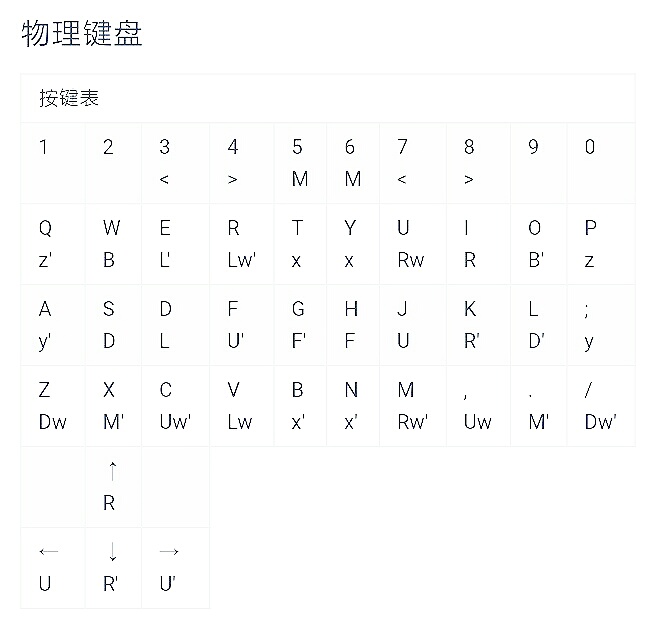 物理键盘
按键表
1 2 3 4 5 6 7 8 9 0
< > M M < >
Q W E R T Y U I O P
z' B L' Lw' x x Rw R B' z
A S D F G H J K L ;
y' D L U' F' F U R' D' y
Z X C V B N M , . /
Dw M' Uw' Lw x' x' Rw' Uw M' Dw'
↑
R
← ↓ →
U R' U'